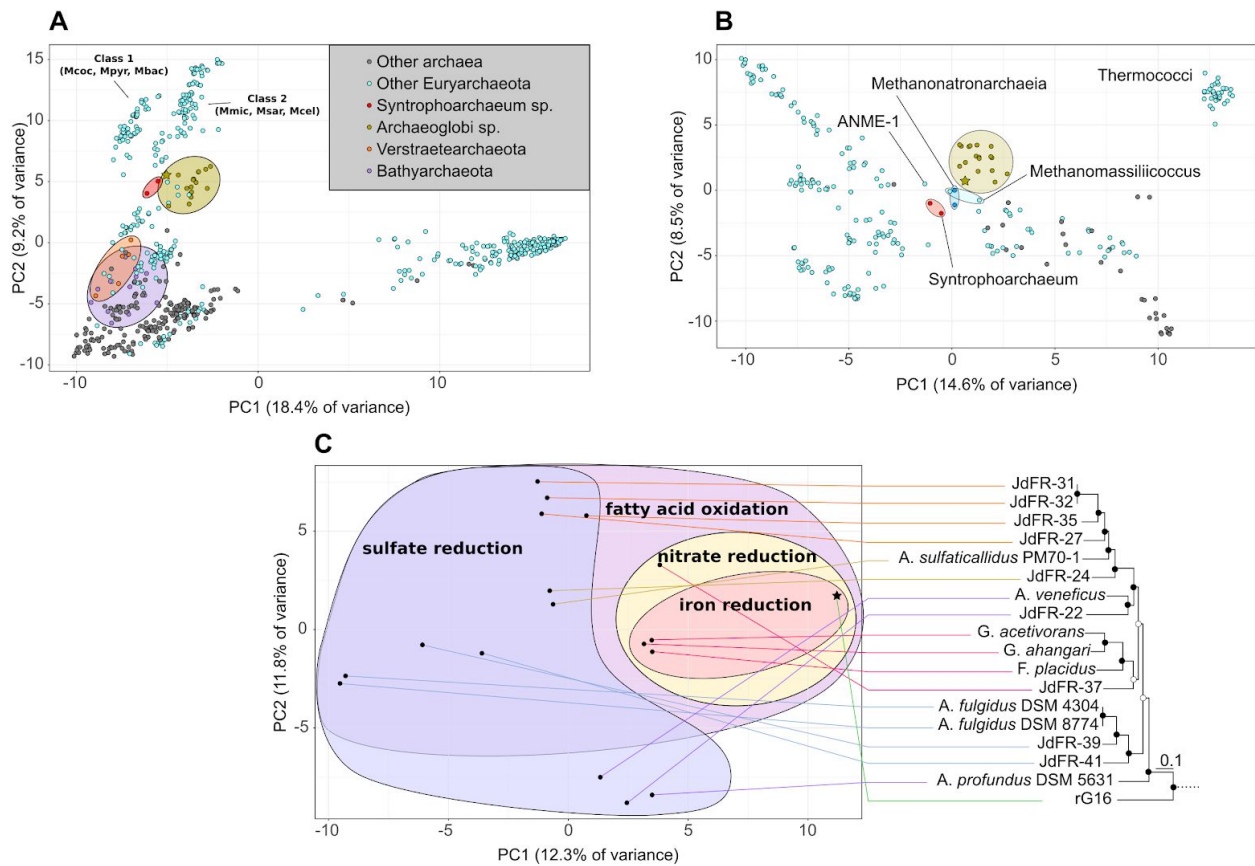 A
Class 1
(Mcoc, Mpyr, Mbac)
Class 2
(Mmic, Msar, Mcel)
Other archaea
Other Euryarchaeota
Syntrophoarchaeum sp.
Archaeoglobi sp.
Verstraetearchaeota
Bathyarchaeota
15
10
5
0
-5
-10
-10
0
10
PC2 (9.2% of variance)
PC1 (18.4% of variance)
B
Methanonatronarchaeia
Thermococci
ANME-1
Methanomassiliicoccus
Syntrophoarchaeum
10
5
0
-5
-10
-10
-5
0
5
10
PC2 (8.5% of variance)
PC1 (14.6% of variance)
C
fatty acid oxidation
sulfate reduction
nitrate reduction
iron reduction
5
0
-5
-10
-5
0
5
10
PC2 (11.8% of variance)
PC1 (12.3% of variance)
JdFR-31
JdFR-32
JdFR-35
JdFR-27
A. sulfaticallidus PM70-1
JdFR-24
A. veneficus
JdFR-22
G. acetivorans
G. ahangari
F. placidus
JdFR-37
A. fulgidus DSM 4304
A. fulgidus DSM 8774
JdFR-39
JdFR-41
A. profundus DSM 5631
rG16
0.1